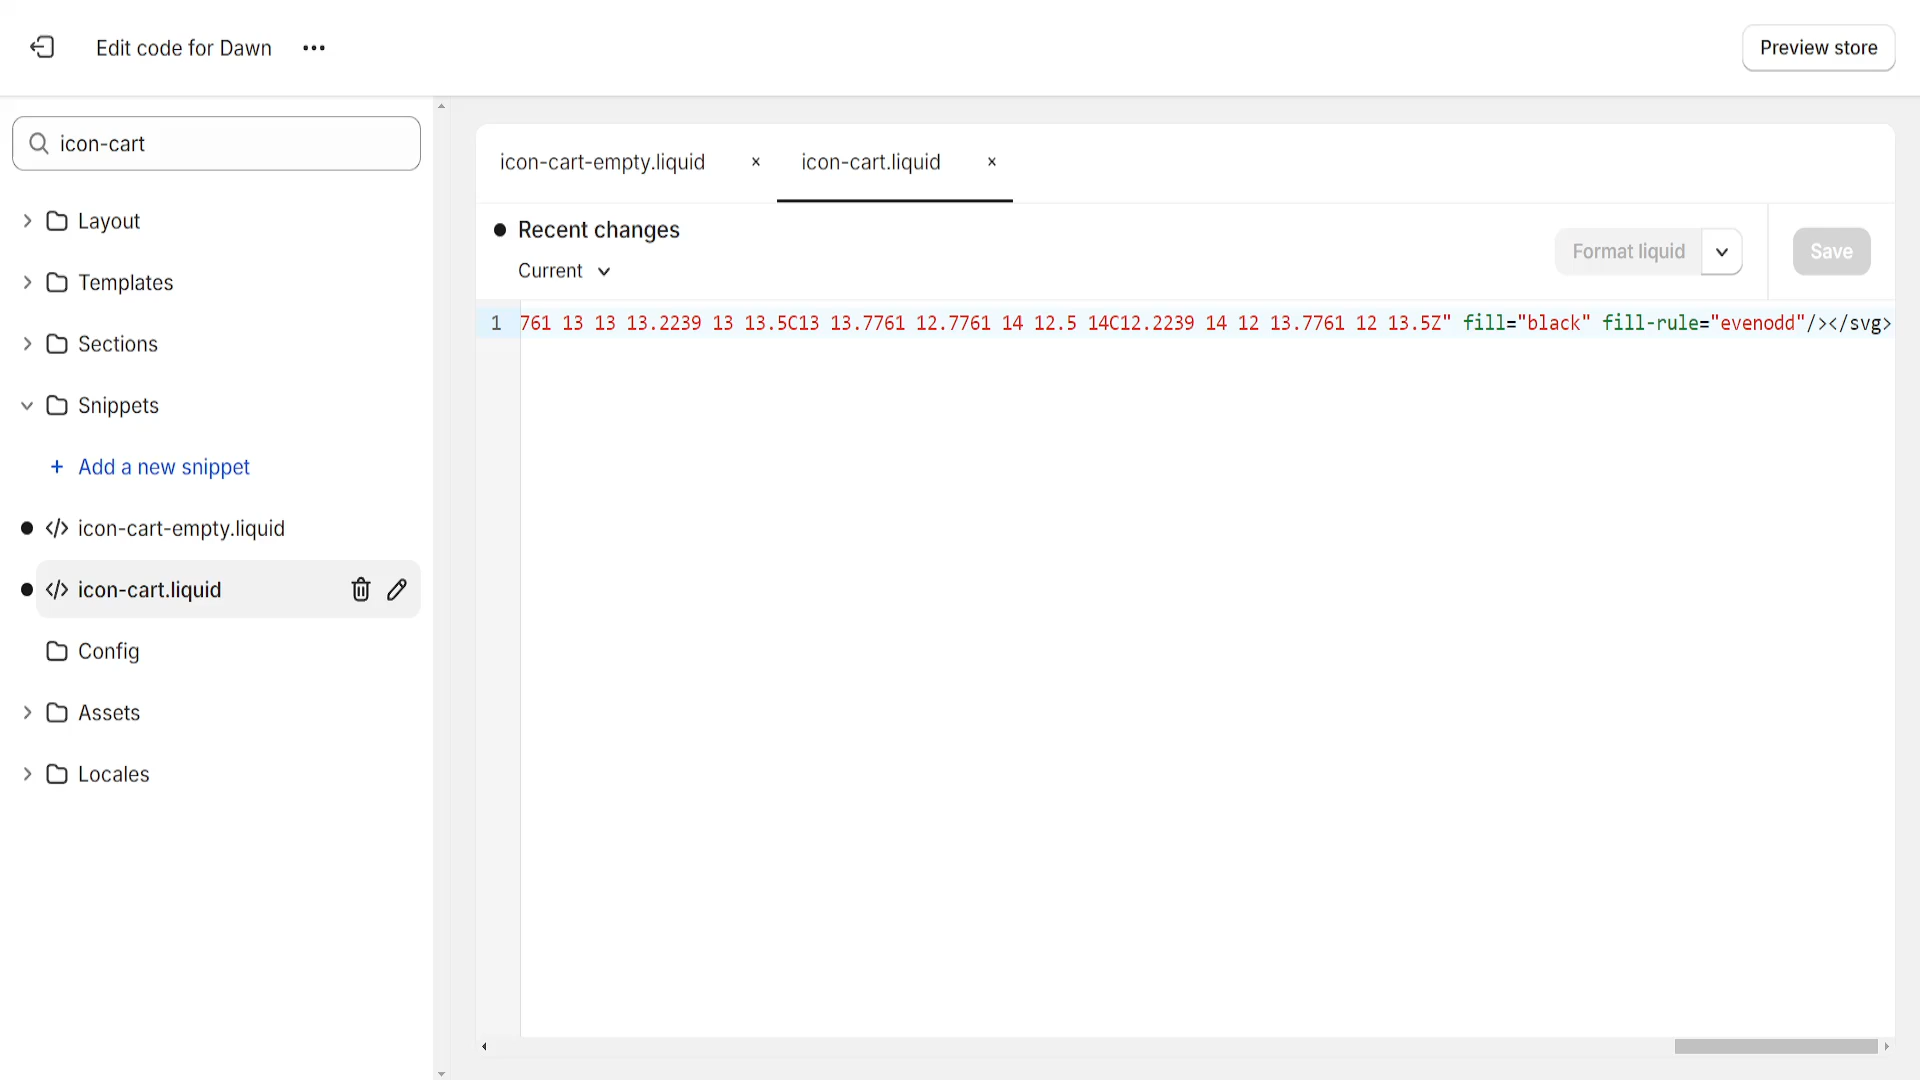 Edit code for Dawn
Preview store
icon-cart
Layout
Templates
Sections
Snippets
+ Add a new snippet
</> icon-cart-empty.liquid
</> icon-cart.liquid
Config
Assets
Locales
icon-cart-empty.liquid × icon-cart.liquid ×
Recent changes
Current
Format liquid
Save
1 761 13 13 13.2239 13 13.5C13 13.7761 12.7761 14 12.5 14C12.2239 14 12 13.7761 12 13.5Z" fill="black" fill-rule="evenodd"/></svg>